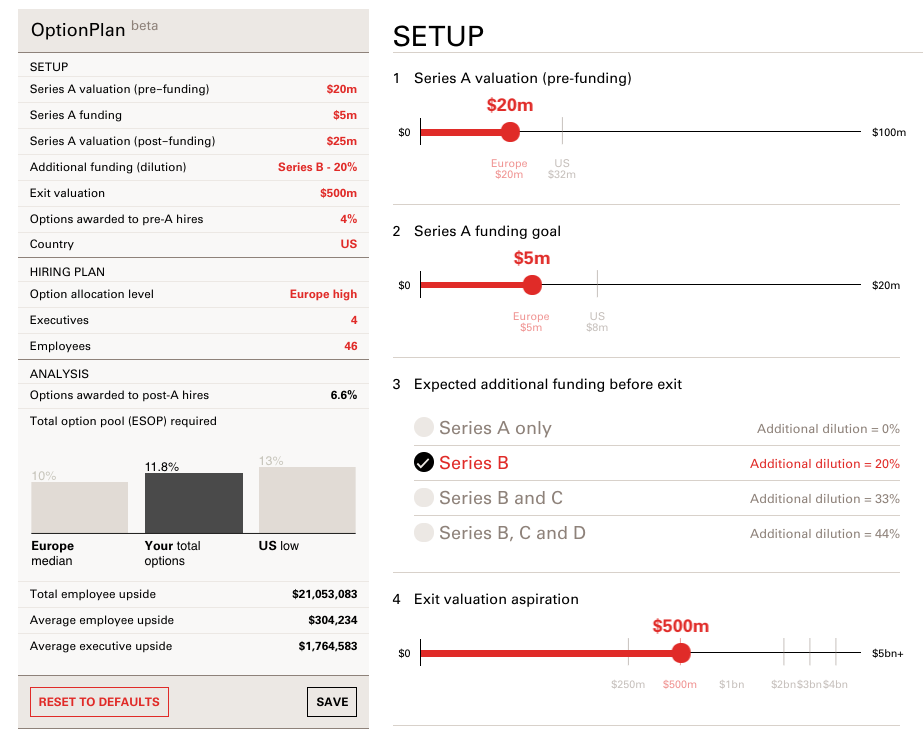 OptionPlan beta
SETUP
Series A valuation (pre-funding) $20m
Series A funding $5m
Series A valuation (post-funding) $25m
Additional funding (dilution) Series B - 20%
Exit valuation $500m
Options awarded to pre-A hires 4%
Country US
HIRING PLAN
Option allocation level Europe high
Executives 4
Employees 46
ANALYSIS
Options awarded to post-A hires 6.6%
Total option pool (ESOP) required
10% 11.8% 13%
Europe median
Your total options
US low
Total employee upside $21,053,083
Average employee upside $304,234
Average executive upside $1,764,583
RESET TO DEFAULTS SAVE
SETUP
1 Series A valuation (pre-funding)
$20m
$0 $100m
Europe US
$20m $32m
2 Series A funding goal
$5m
$0 $20m
Europe US
$5m $8m
3 Expected additional funding before exit
Series A only Additional dilution = 0%
Series B Additional dilution = 20%
Series B and C Additional dilution = 33%
Series B, C and D Additional dilution = 44%
4 Exit valuation aspiration
$500m
$0 $5bn+
$250m $500m $1bn $2bn $3bn $4bn